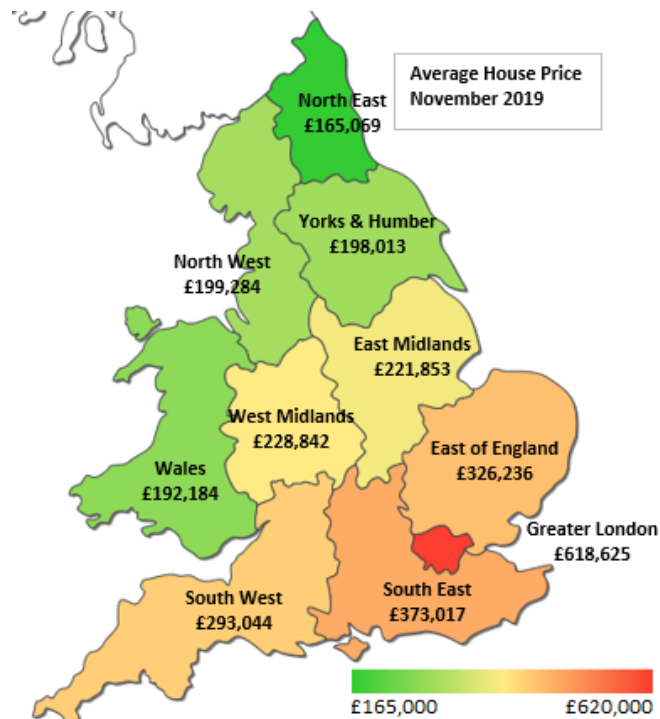 Average House Price
November 2019
North East
£165,069
Yorks & Humber
£198,013
North West
£199,284
East Midlands
£221,853
West Midlands
£228,842
East of England
£326,236
Wales
£192,184
Greater London
£618,625
South East
£373,017
South West
£293,044
£165,000
£620,000